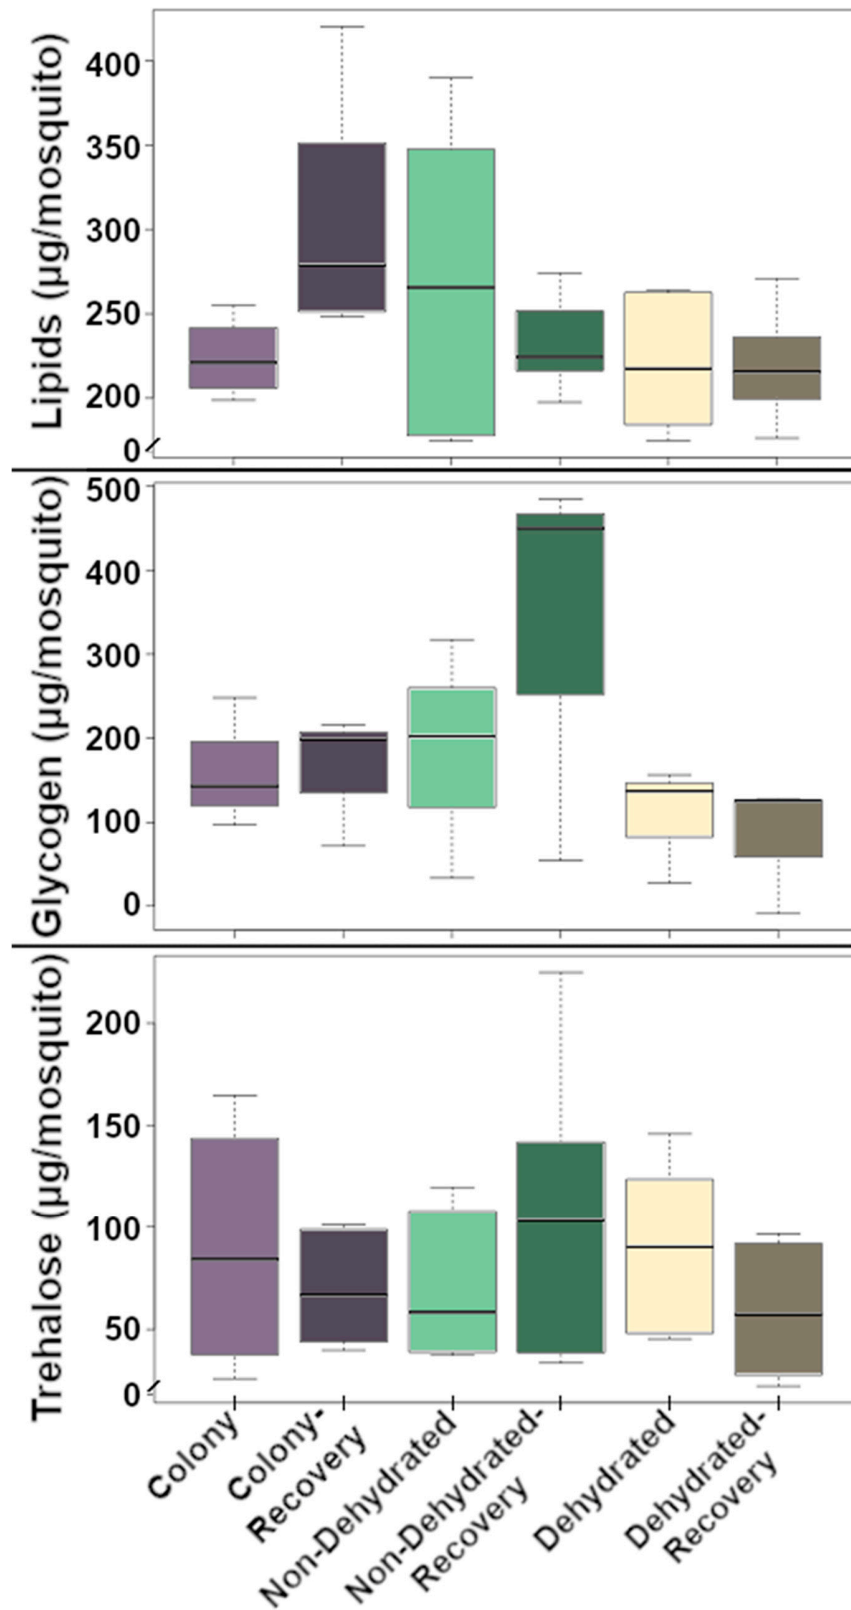 Lipids (µg/mosquito)
400
350
300
250
200
0
Glycogen (µg/mosquito)
500
400
300
200
100
0
Trehalose (µg/mosquito)
200
150
100
50
0
Colony
Colony-
Recovery
Non-Dehydrated
Non-Dehydrated-
Recovery
Dehydrated
Dehydrated-
Recovery